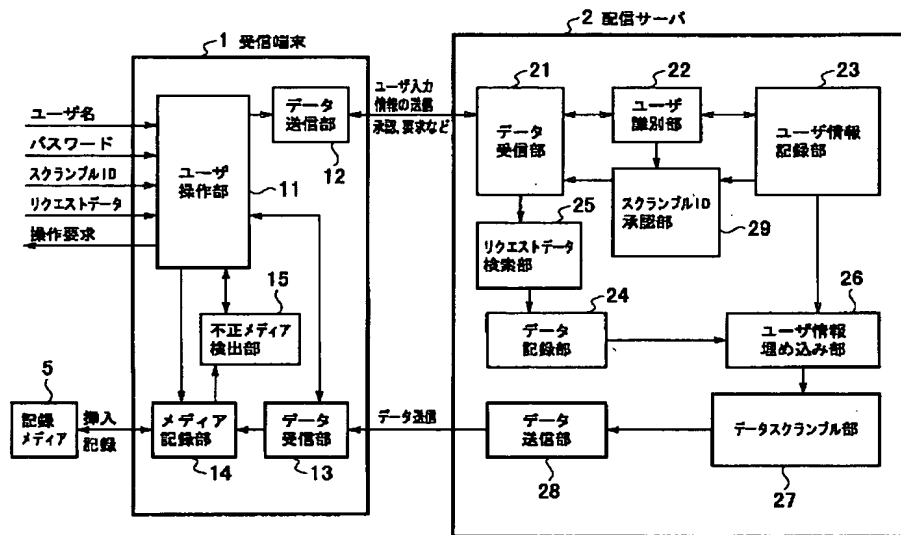 1 受信端末
2 配信サーバ
ユーザ名
パスワード
スクランブルID
リクエストデータ
操作要求
ユーザ
操作部
11
データ
送信部
12
ユーザ入力
情報の送信
承認、要求など
21
データ
受信部
22
ユーザ
識別部
23
ユーザ情報
記録部
スクランブルID
承認部
29
25
リクエストデータ
検索部
15
不正メディア
検出部
24
データ
記録部
26
ユーザ情報
埋め込み部
5
記録
メディア
挿入
記録
メディア
記録部
14
データ
受信部
13
データ送信
データ
送信部
28
データスクランブル部
27